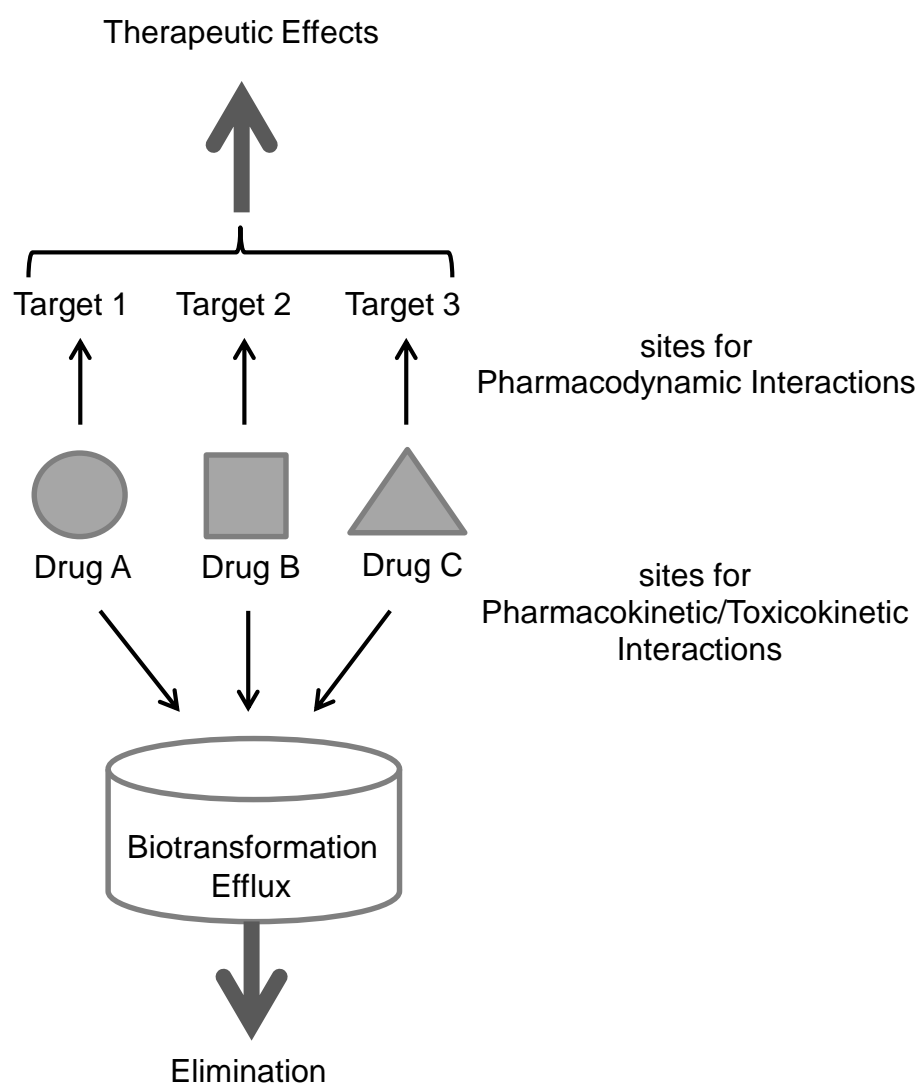 Therapeutic Effects
Target 1
Target 2
Target 3
sites for
Pharmacodynamic Interactions
Drug A
Drug B
Drug C
sites for
Pharmacokinetic/Toxicokinetic
Interactions
Biotransformation
Efflux
Elimination